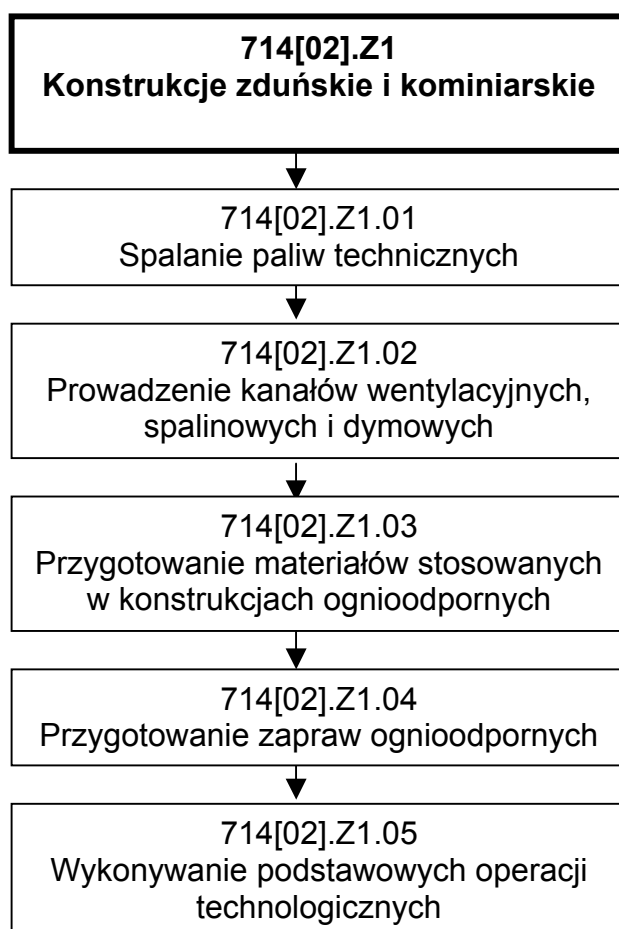 714[02].Z1
Konstrukcje zduńskie i kominiarskie
714[02].Z1.01
Spalanie paliw technicznych
714[02].Z1.02
Prowadzenie kanałów wentylacyjnych,
spalinowych i dymowych
714[02].Z1.03
Przygotowanie materiałów stosowanych
w konstrukcjach ognioodpornych
714[02].Z1.04
Przygotowanie zapraw ognioodpornych
714[02].Z1.05
Wykonywanie podstawowych operacji
technologicznych